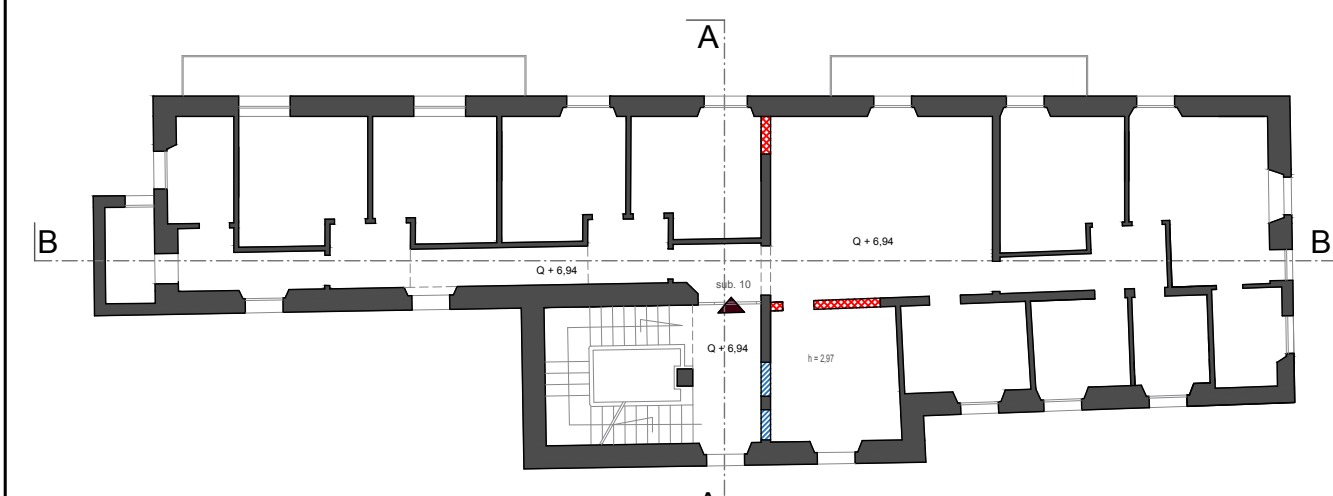 A
B
B
Q + 6,94
Q + 6,94
sub. 10
Q + 6,94
h = 2,97
A